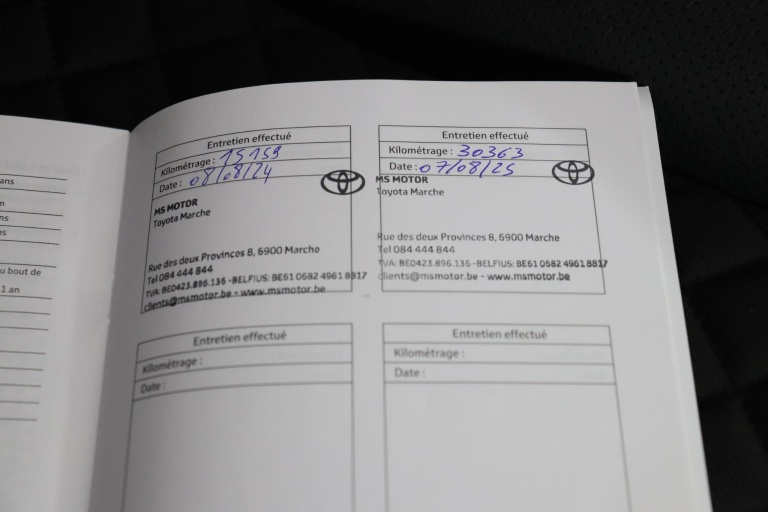 ans
n
ns
ns
u bout de
1 an
Entretien effectué
Kilométrage : 15159
Date : 08/08/24
MS MOTOR
Toyota Marche
Rue des deux Provinces 8, 6900 Marche
Tel 084 444 844
TVA: BE0423.896.136 -BELFIUS: BE61 0682 4961 8817
clients@msmotor.be - www.msmotor.be
Entretien effectué
Kilométrage : 30363
Date : 07/08/25
MS MOTOR
Toyota Marche
Rue des deux Provinces 8, 6900 Marche
Tel 084 444 844
TVA: BE0423.896.136 -BELFIUS: BE61 0682 4961 8817
clients@msmotor.be - www.msmotor.be
Entretien effectué
Kilométrage :
Date :
Entretien effectué
Kilométrage :
Date :